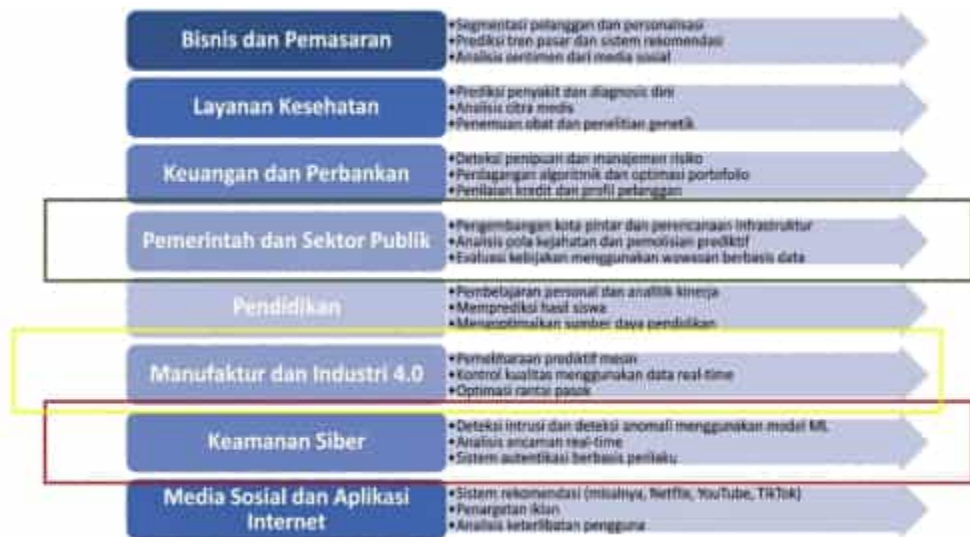 Bisnis dan Pemasaran
•Segmentasi pelanggan dan personalisasi
•Prediksi tren pasar dan sistem rekomendasi
•Analisis sentimen dari media sosial
Layanan Kesehatan
•Prediksi penyakit dan diagnosis dini
•Analisis citra medis
•Penemuan obat dan penelitian genetik
Keuangan dan Perbankan
•Deteksi penipuan dan manajemen risiko
•Perdagangan algoritmik dan optimasi portofolio
•Penilaian kredit dan profil pelanggan
Pemerintah dan Sektor Publik
•Pengembangan kota pintar dan perencanaan infrastruktur
•Analisis pola kejahatan dan pemolisian prediktif
•Evaluasi kebijakan menggunakan wawasan berbasis data
Pendidikan
•Pembelajaran personal dan analitik kinerja
•Memprediksi hasil siswa
•Mengoptimalkan sumber daya pendidikan
Manufaktur dan Industri 4.0
•Pemeliharaan prediktif mesin
•Kontrol kualitas menggunakan data real-time
•Optimasi rantai pasok
Keamanan Siber
•Deteksi intrusi dan deteksi anomali menggunakan model ML
•Analisis ancaman real-time
•Sistem autentikasi berbasis perilaku
Media Sosial dan Aplikasi
Internet
•Sistem rekomendasi (misalnya, Netflix, YouTube, TikTok)
•Penargetan iklan
•Analisis keterlibatan pengguna